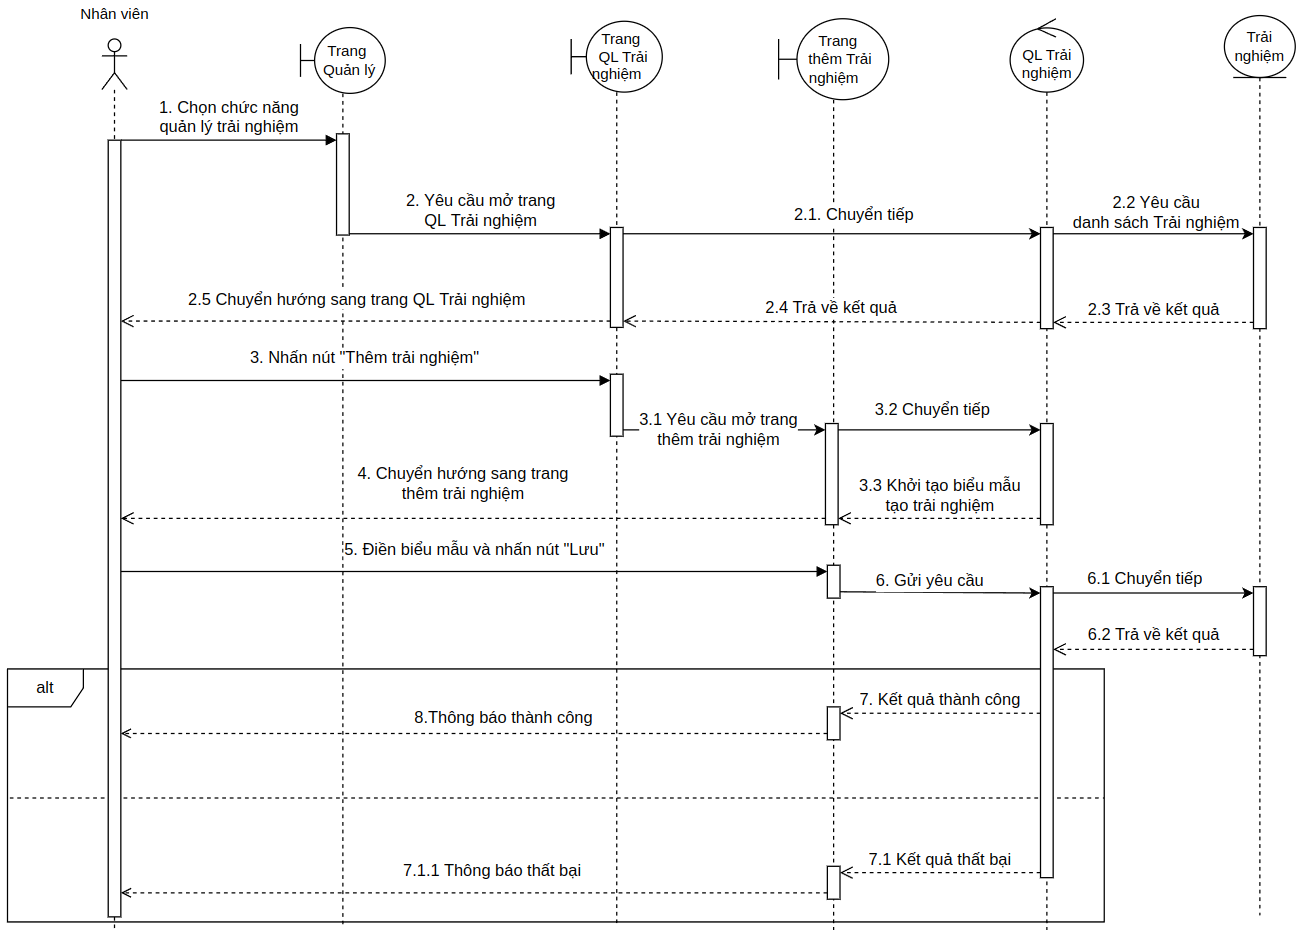 Nhân viên
Trang
Quản lý
Trang
QL Trải
nghiệm
Trang
thêm Trải
nghiệm
QL Trải
nghiệm
Trải
nghiệm
1. Chọn chức năng
quản lý trải nghiệm
2. Yêu cầu mở trang
QL Trải nghiệm
2.1. Chuyển tiếp
2.2 Yêu cầu
danh sách Trải nghiệm
2.5 Chuyển hướng sang trang QL Trải nghiệm
2.4 Trả về kết quả
2.3 Trả về kết quả
3. Nhấn nút "Thêm trải nghiệm"
3.1 Yêu cầu mở trang
thêm trải nghiệm
3.2 Chuyển tiếp
4. Chuyển hướng sang trang
thêm trải nghiệm
3.3 Khởi tạo biểu mẫu
tạo trải nghiệm
5. Điền biểu mẫu và nhấn nút "Lưu"
6. Gửi yêu cầu
6.1 Chuyển tiếp
6.2 Trả về kết quả
alt
7. Kết quả thành công
8.Thông báo thành công
7.1 Kết quả thất bại
7.1.1 Thông báo thất bại